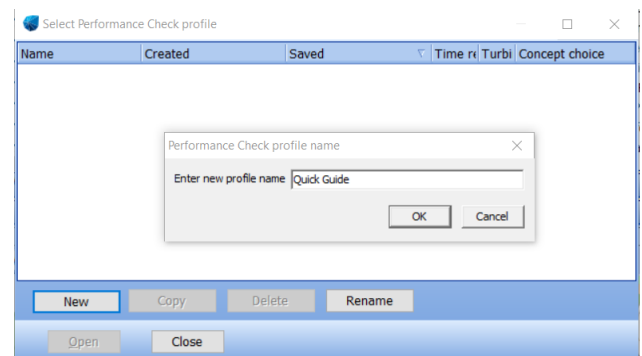 Select Performance Check profile
Name Created Saved Time re Turbi Concept choice
Performance Check profile name
Enter new profile name Quick Guide
OK Cancel
New Copy Delete Rename
Open Close